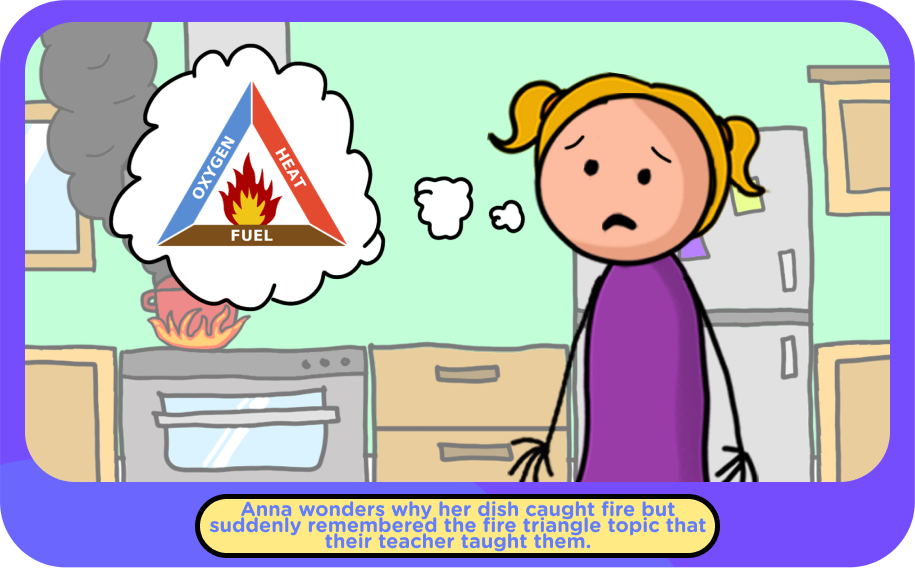 OXYGEN
HEAT
FUEL
Anna wonders why her dish caught fire but
suddenly remembered the fire triangle topic that
their teacher taught them.